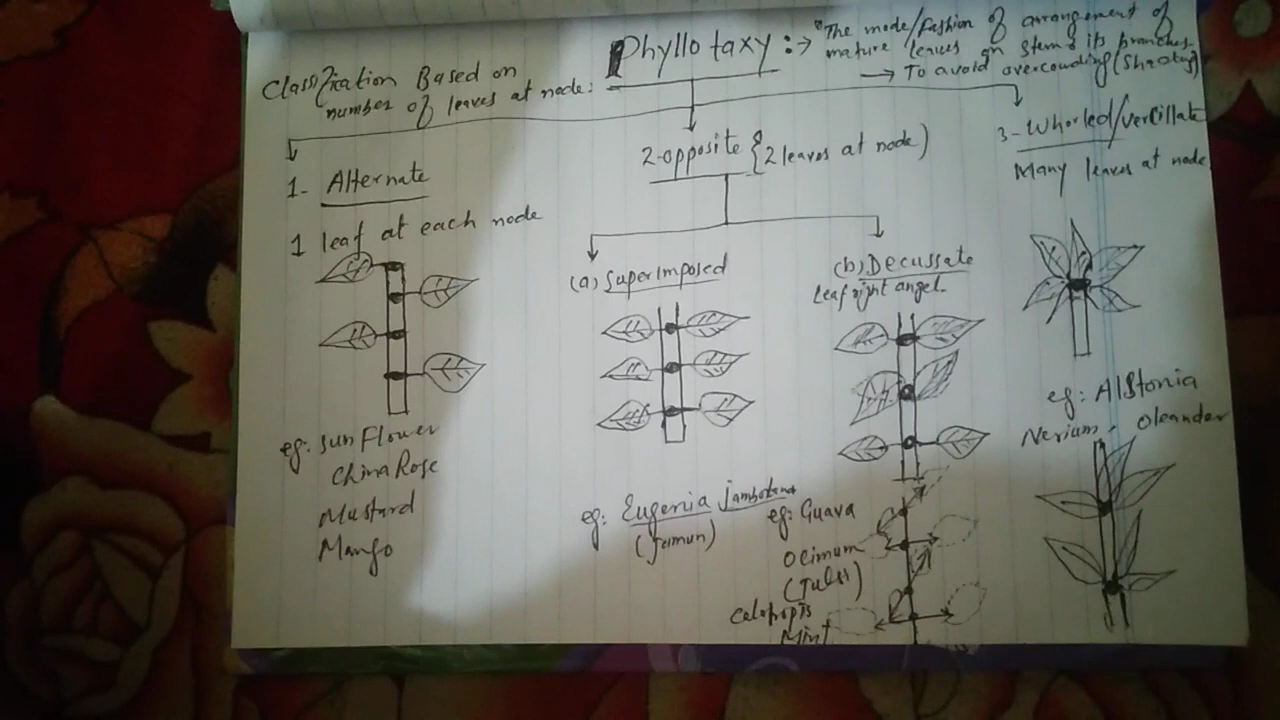 Phyllotaxy :→ "The mode/Fashion of arrangement of
mature leaves on stem & its branches.
→ To avoid overcouding (Shading)
Classification Based on
number of leaves at node:
1- Alternate
1 leaf at each node
eg: Sun Flower
China Rose
Mustard
Mango
2-opposite {2 leaves at node)
(a) Superimposed
eg: Eugenia Jambolana
(Jamun)
(b) Decussate
Leaf right angel.
eg: Guava
Ocimum
(Tulsi)
Calotropis
Mint
3- Whorled/verticillate
Many leaves at node
eg: Alstonia
Nerium, Oleander